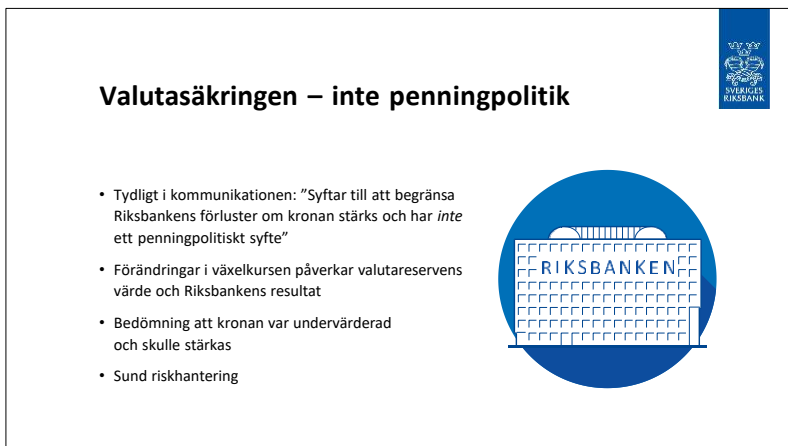 SVERIGES
RIKSBANK
Valutasäkringen – inte penningpolitik
• Tydligt i kommunikationen: ”Syftar till att begränsa
Riksbankens förluster om kronan stärks och har inte
ett penningpolitiskt syfte”
• Förändringar i växelkursen påverkar valutareservens
värde och Riksbankens resultat
• Bedömning att kronan var undervärderad
och skulle stärkas
• Sund riskhantering
RIKSBANKEN